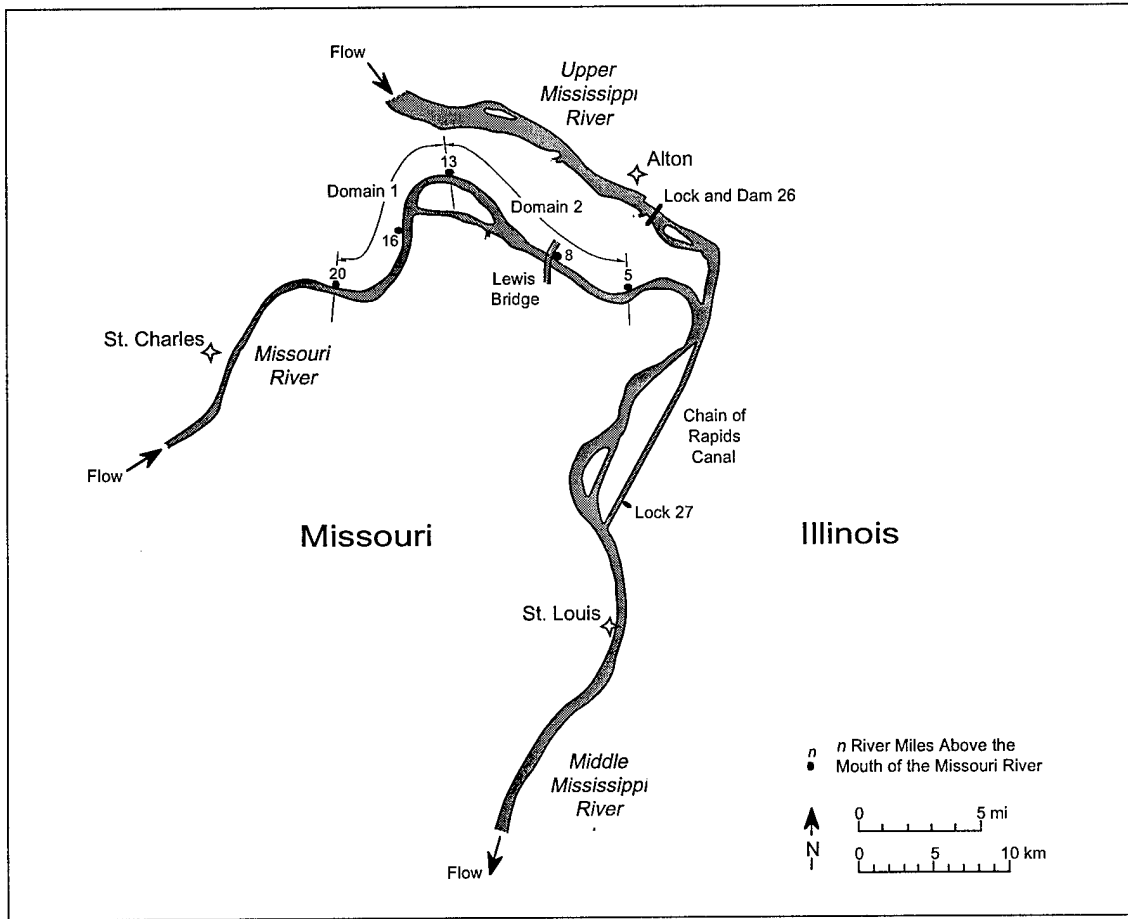 Flow
Upper
Mississippi
River
Alton
Lock and Dam 26
13
Domain 1
Domain 2
16
20
8
Lewis
Bridge
5
St. Charles
Missouri
River
Flow
Chain of
Rapids
Canal
Lock 27
Missouri
Illinois
St. Louis
Middle
Mississippi
River
Flow
n n River Miles Above the
Mouth of the Missouri River
N
0 5 mi
0 5 10 km